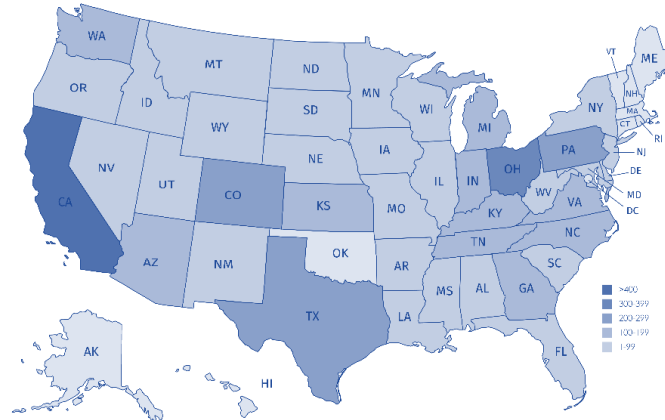 WA
OR
CA
ID
NV
MT
WY
UT
AZ
CO
NM
ND
SD
NE
KS
OK
TX
MN
IA
MO
AR
LA
WI
IL
MS
MI
IN
KY
TN
AL
OH
WV
GA
FL
SC
NC
VA
PA
NY
VT
NH
ME
MA
CT
RI
NJ
DE
MD
DC
AK
HI
>400
300-399
200-299
100-199
1-99